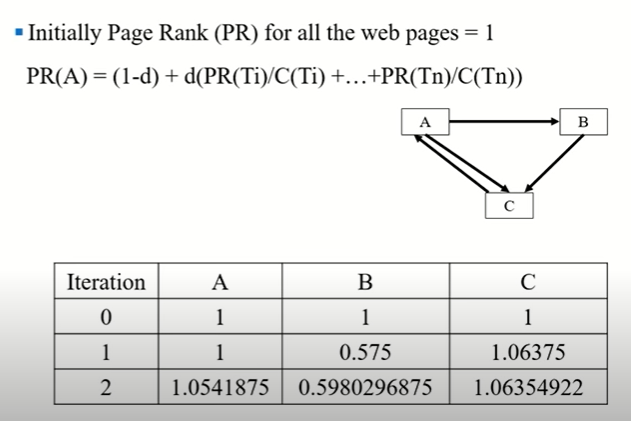 ▪ Initially Page Rank (PR) for all the web pages = 1
PR(A) = (1-d) + d(PR(Ti)/C(Ti) +…+PR(Tn)/C(Tn))
A B
C
Iteration A B C
0 1 1 1
1 1 0.575 1.06375
2 1.0541875 0.5980296875 1.06354922